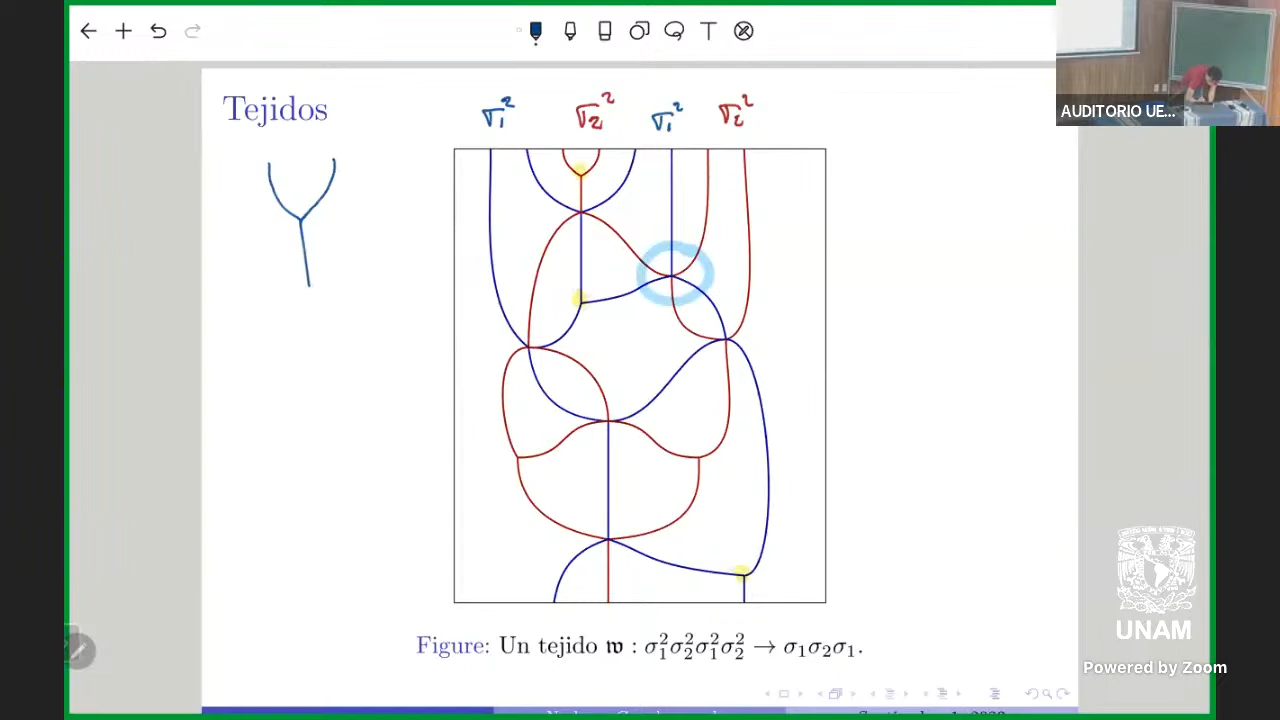 AUDITORIO UE...
Tejidos
σ₁² σ₂² σ₁² σ₂²
Figure: Un tejido 𝔴 : σ₁²σ₂²σ₁²σ₂² → σ₁σ₂σ₁.
UNAM
Powered by Zoom